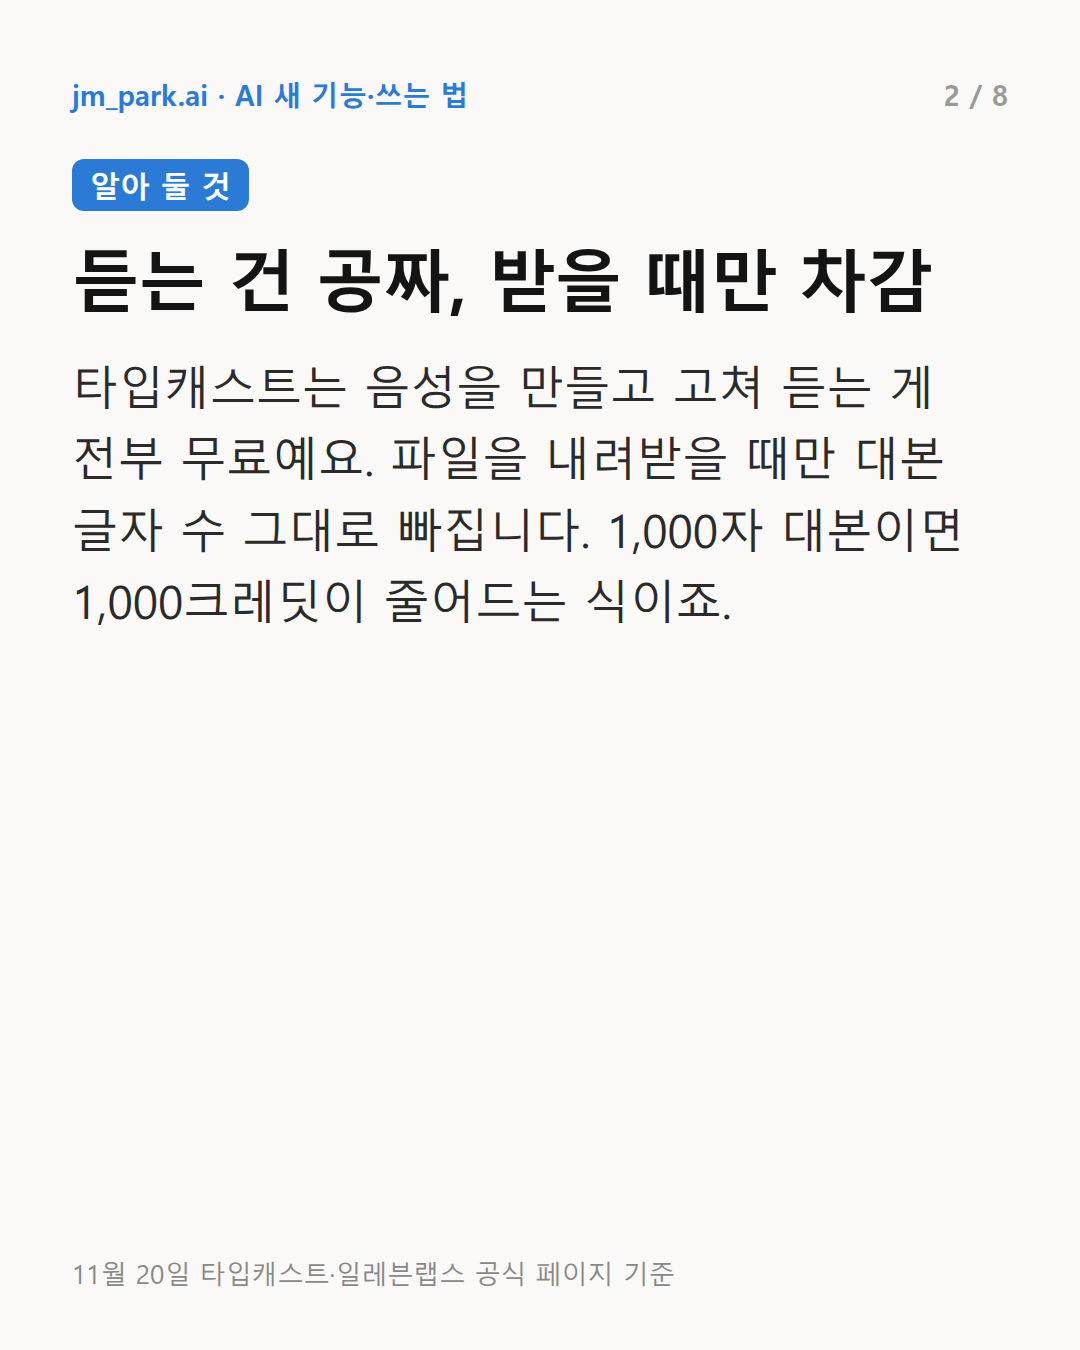 jm_park.ai · AI 새 기능·쓰는 법
2 / 8
알아 둘 것
듣는 건 공짜, 받을 때만 차감
타입캐스트는 음성을 만들고 고쳐 듣는 게
전부 무료예요. 파일을 내려받을 때만 대본
글자 수 그대로 빠집니다. 1,000자 대본이면
1,000크레딧이 줄어드는 식이죠.
11월 20일 타입캐스트·일레븐랩스 공식 페이지 기준